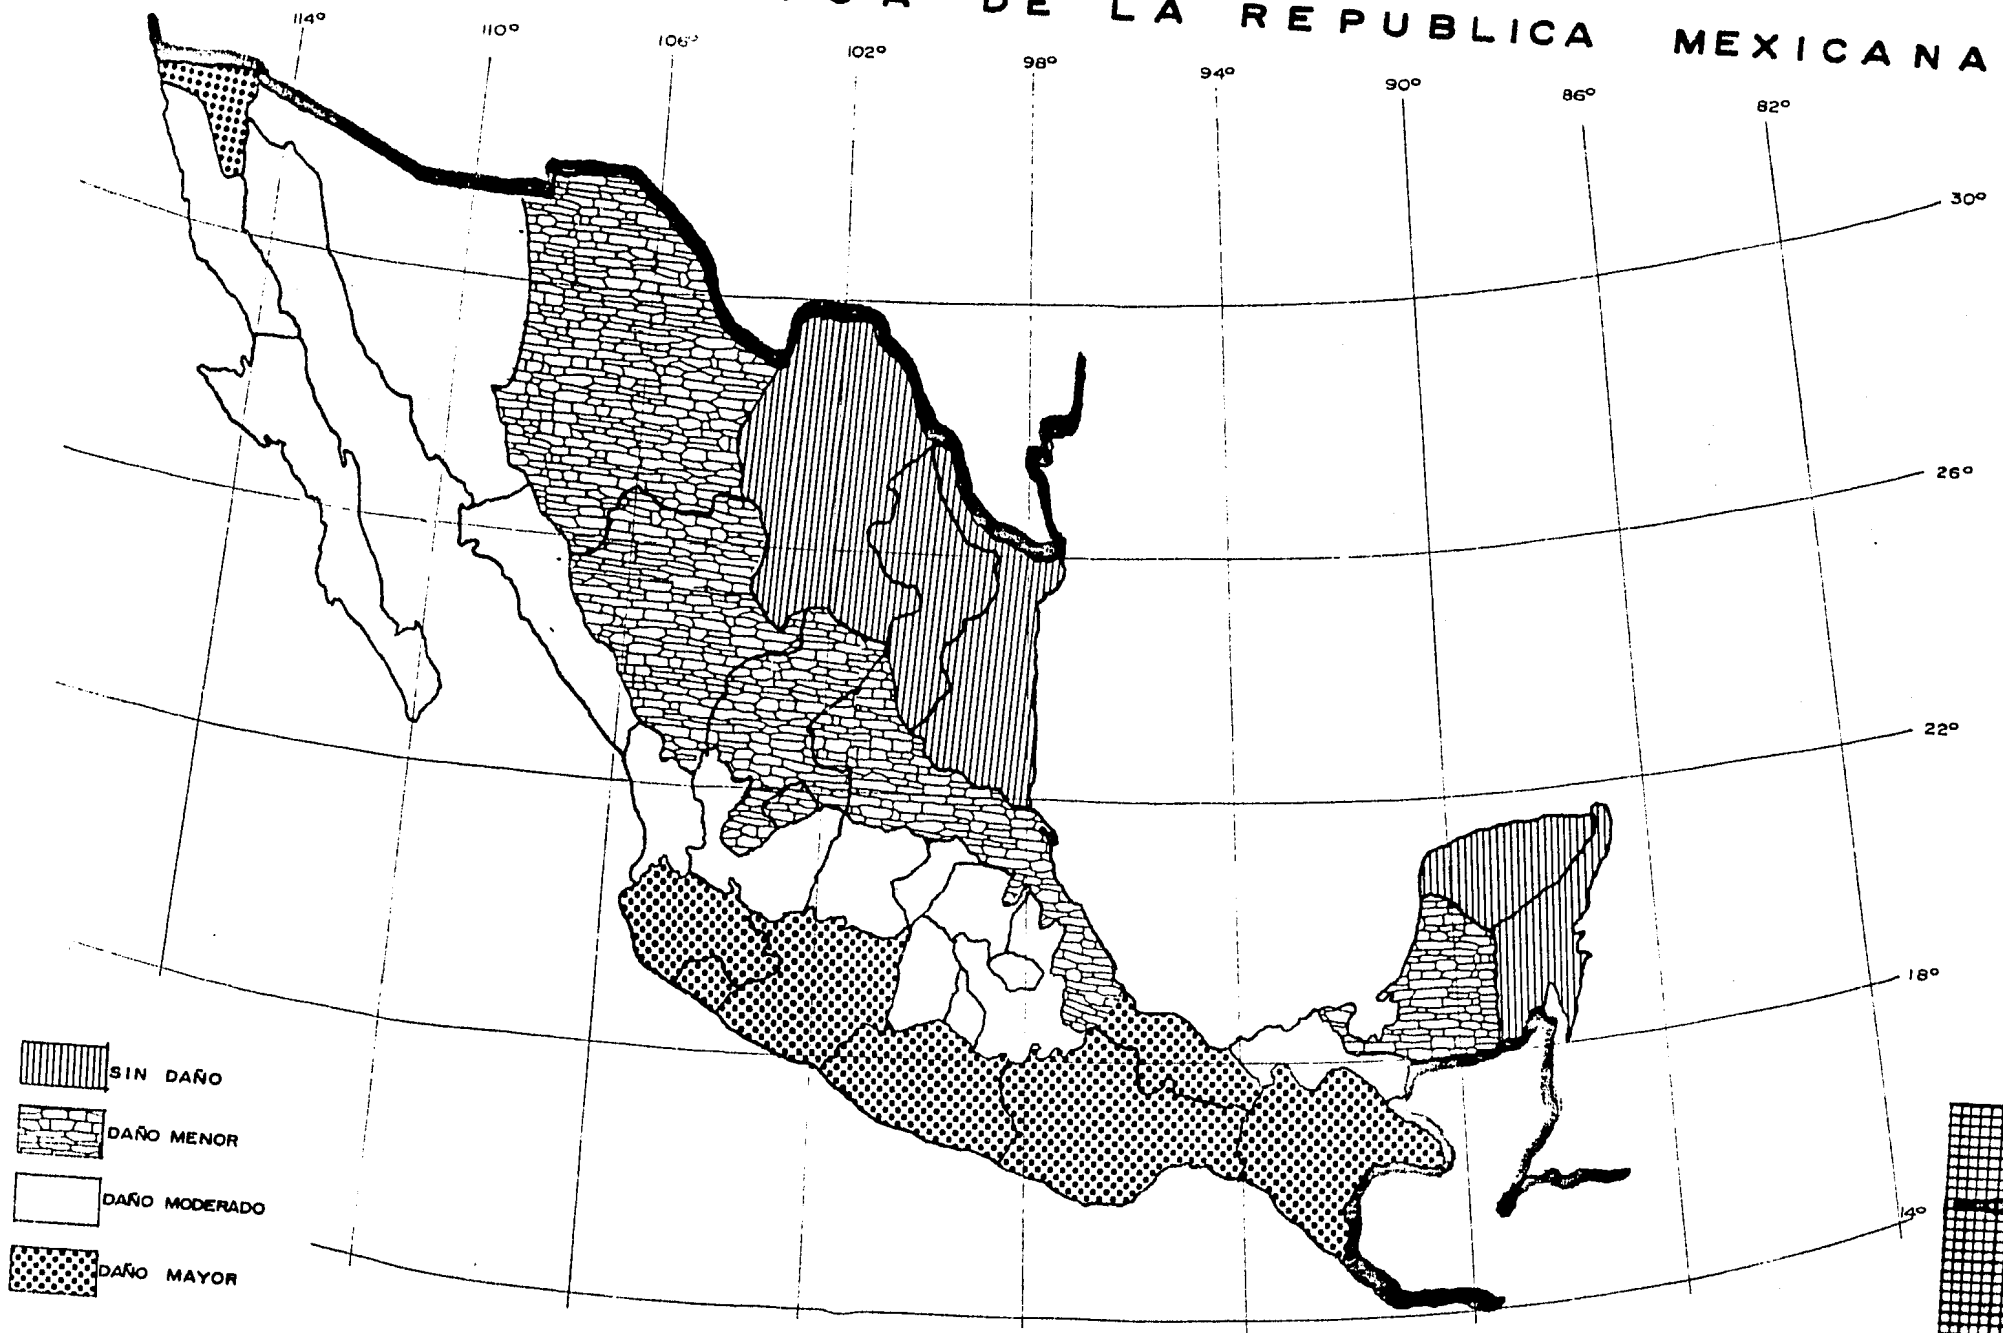 DE LA REPUBLICA MEXICANA
114° 110° 106° 102° 98° 94° 90° 86° 82°
30°
26°
22°
18°
14°
SIN DAÑO
DAÑO MENOR
DAÑO MODERADO
DAÑO MAYOR